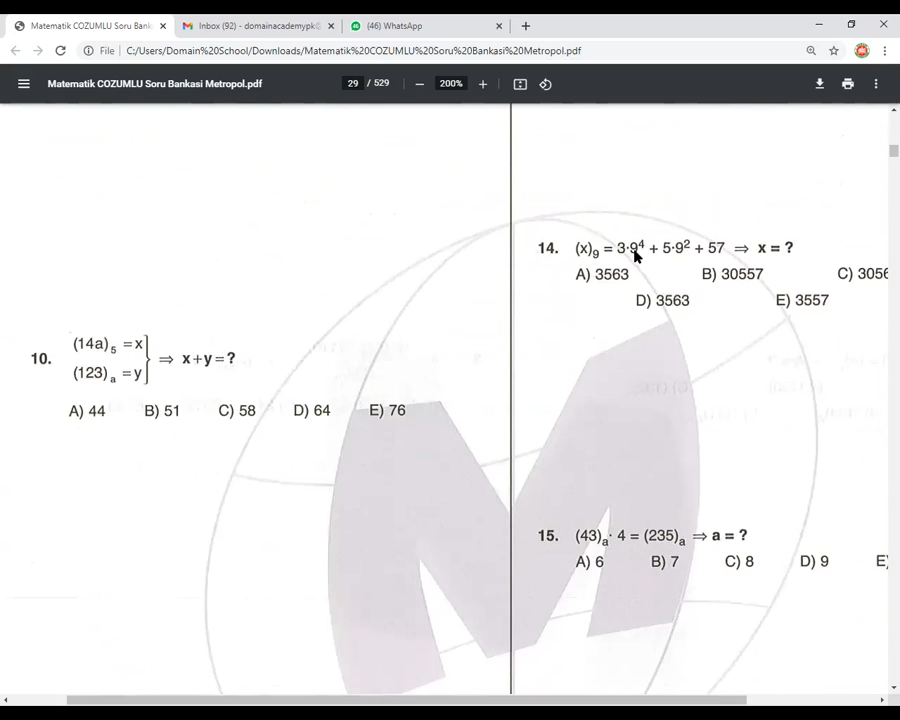 Matematik COZUMLU Soru Bank
Inbox (92) - domainacademypk@
(46) WhatsApp
File
C:/Users/Domain%20School/Downloads/Matematik%20COZUMLU%20Soru%20Bankasi%20Metropol.pdf
Matematik COZUMLU Soru Bankasi Metropol.pdf
29 / 529
200%
10. (14a)₅ = x
(123)ₐ = y ⇒ x + y = ?
A) 44 B) 51 C) 58 D) 64 E) 76
14. (x)₉ = 3·9⁴ + 5·9² + 57 ⇒ x = ?
A) 3563 B) 30557 C) 3056
D) 3563 E) 3557
15. (43)ₐ· 4 = (235)ₐ ⇒ a = ?
A) 6 B) 7 C) 8 D) 9 E)